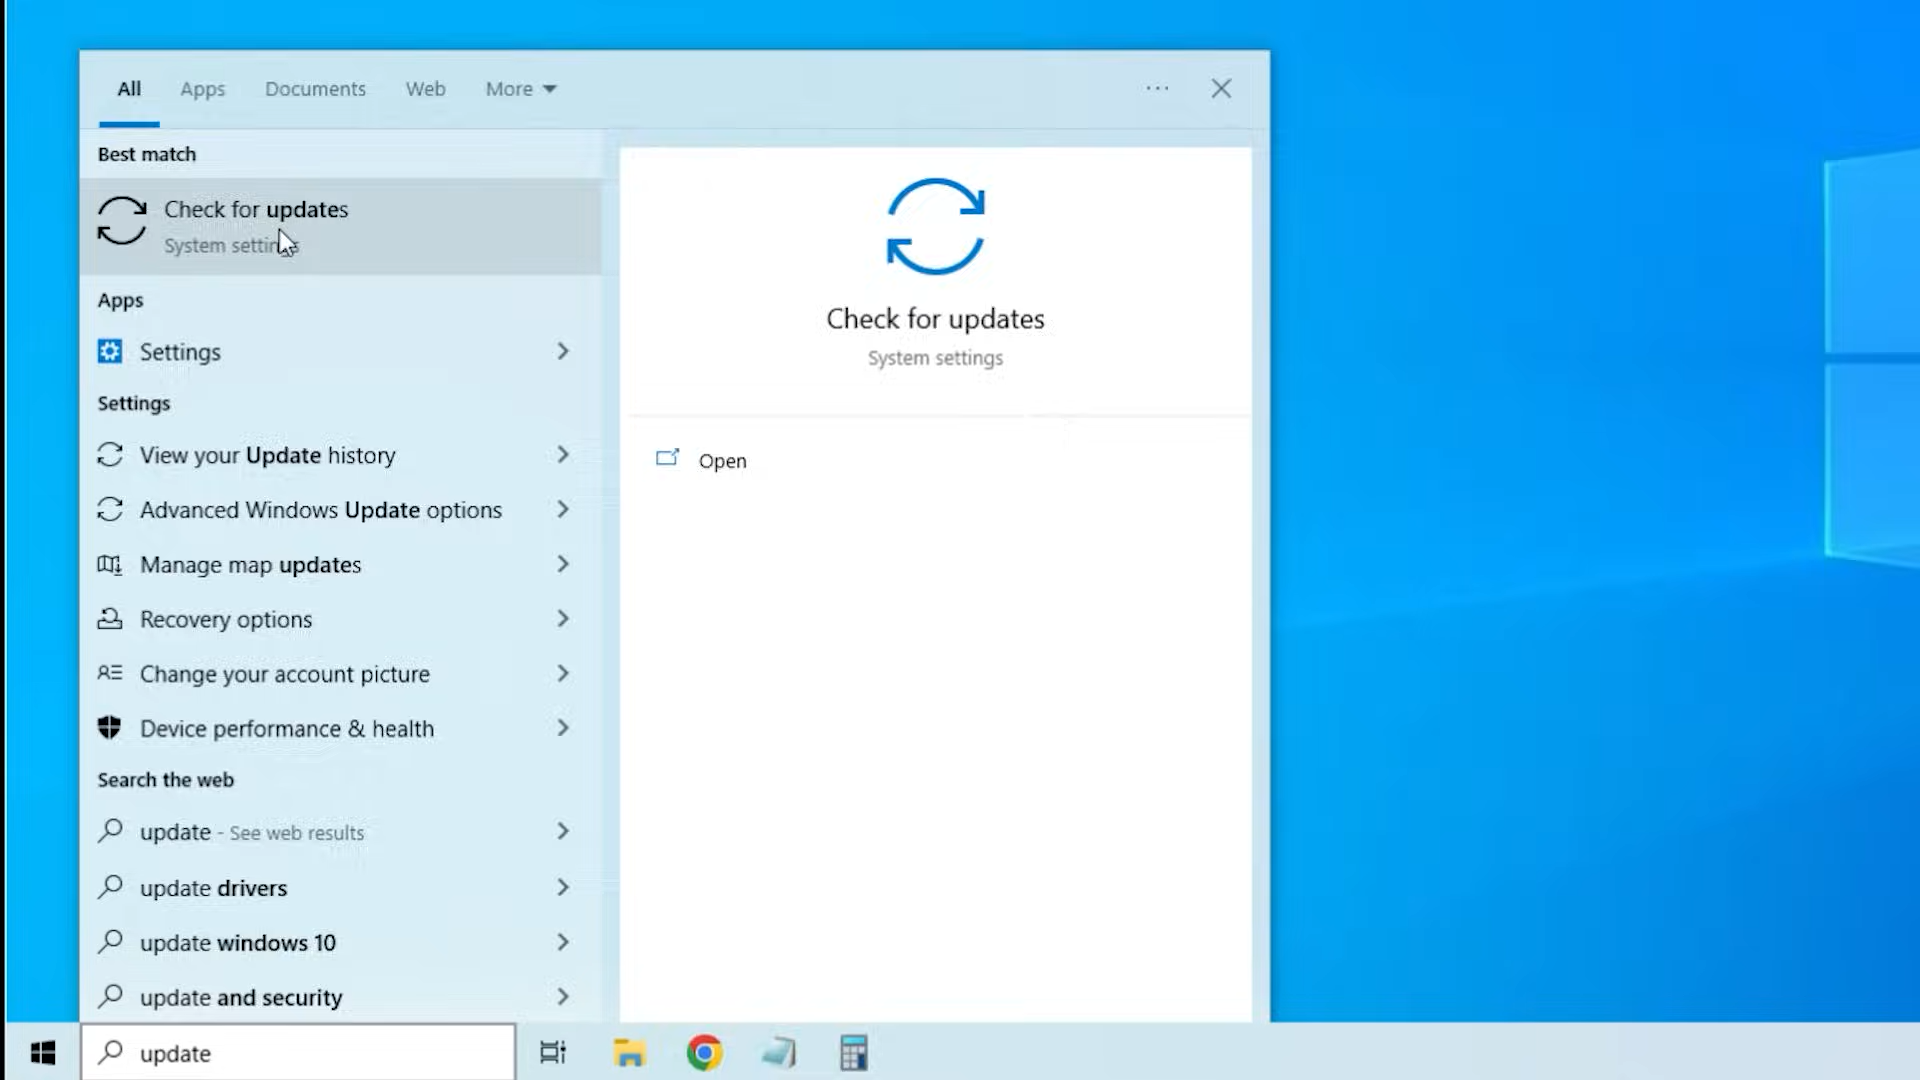 All Apps Documents Web More ...
Best match
Check for updates
System settings
Apps
Settings
Settings
View your Update history
Advanced Windows Update options
Manage map updates
Recovery options
Change your account picture
Device performance & health
Search the web
update - See web results
update drivers
update windows 10
update and security
Check for updates
System settings
Open
update